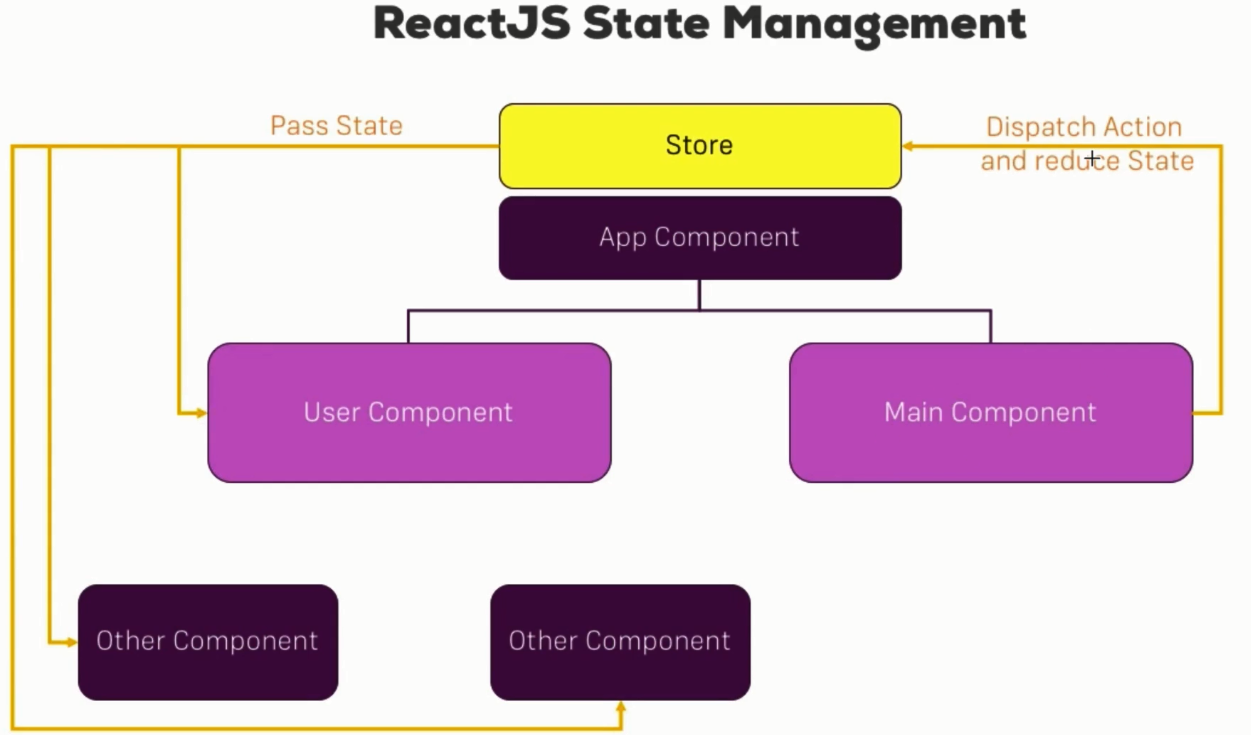 ReactJS State Management
Pass State
Store
Dispatch Action
and reduce State
App Component
User Component
Main Component
Other Component
Other Component